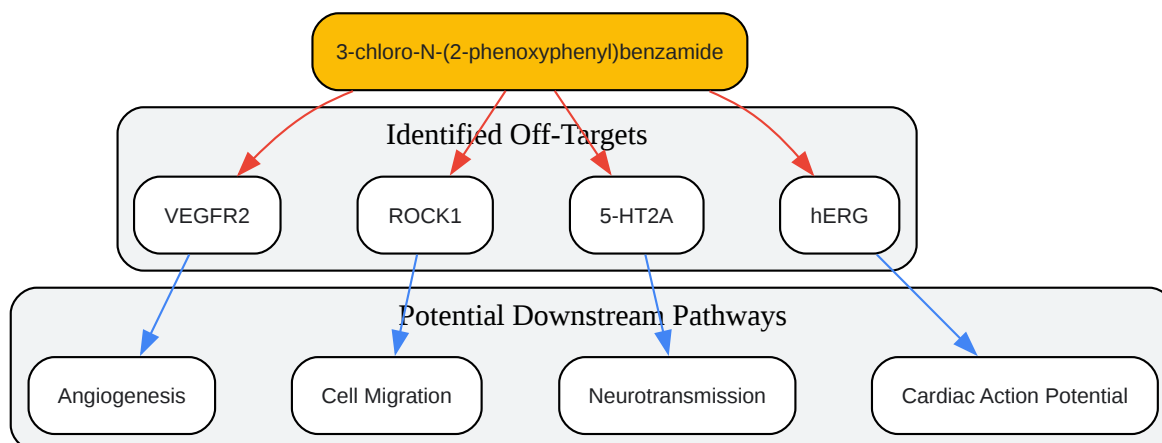 3-chloro-N-(2-phenoxyphenyl)benzamide
Identified Off-Targets
VEGFR2
ROCK1
5-HT2A
hERG
Potential Downstream Pathways
Angiogenesis
Cell Migration
Neurotransmission
Cardiac Action Potential